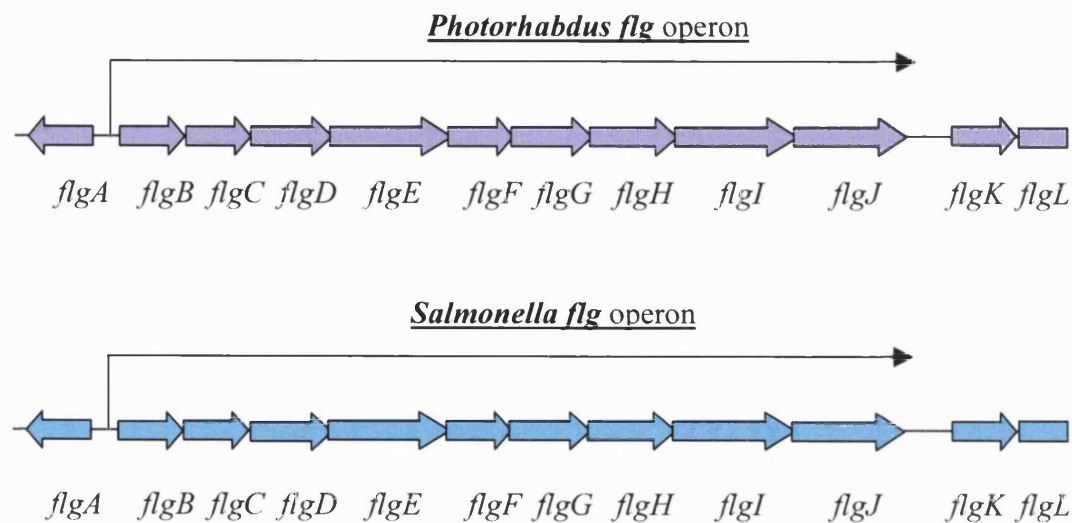 Photorhabdus flg operon
flgA flgB flgC flgD flgE flgF flgG flgH flgI flgJ flgK flgL
Salmonella flg operon
flgA flgB flgC flgD flgE flgF flgG flgH flgI flgJ flgK flgL